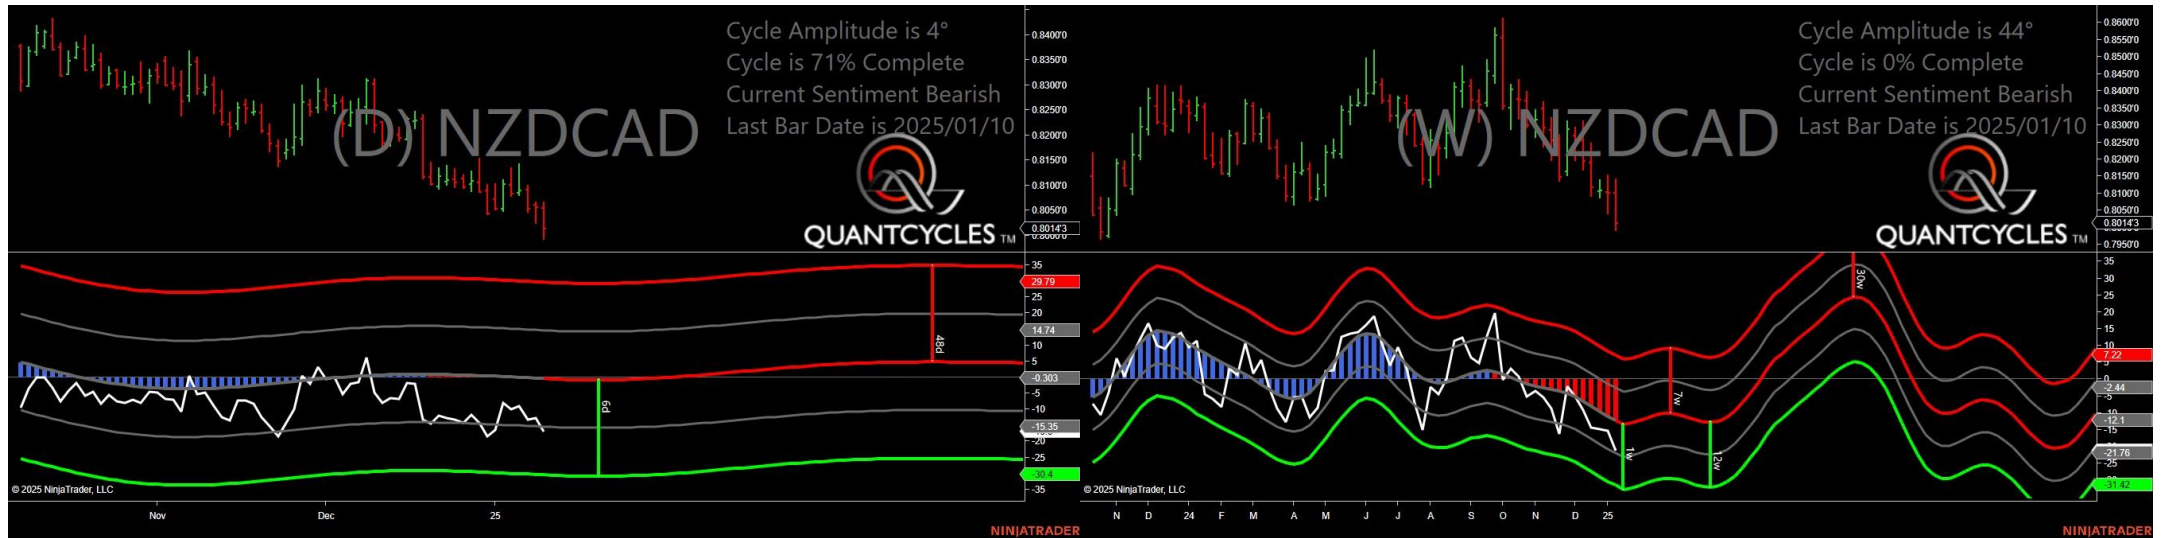 Cycle Amplitude is 4°
Cycle is 71% Complete
Current Sentiment Bearish
Last Bar Date is 2025/01/10
(D) NZDCAD
QUANTCYCLES TM
0.8400'0
0.8350'0
0.8300'0
0.8250'0
0.8200'0
0.8150'0
0.8100'0
0.8050'0
0.8014'3
35
29.79
25
20
14.74
10
5
-0.303
-5
-10
-15.35
-20
-25
-30.4
-35
48d
6d
© 2025 NinjaTrader, LLC
Nov
Dec
25
NINJATRADER
Cycle Amplitude is 44°
Cycle is 0% Complete
Current Sentiment Bearish
Last Bar Date is 2025/01/10
(W) NZDCAD
QUANTCYCLES TM
0.8600'0
0.8550'0
0.8500'0
0.8450'0
0.8400'0
0.8350'0
0.8300'0
0.8250'0
0.8200'0
0.8150'0
0.8100'0
0.8050'0
0.8014'3
0.7950'0
35
30
25
20
15
10
7.22
5
-2.44
-5
-12.1
-15
-21.76
-25
-31.42
30w
7w
1w
12w
© 2025 NinjaTrader, LLC
N D 24 F M A M J J A S O N D 25
NINJATRADER